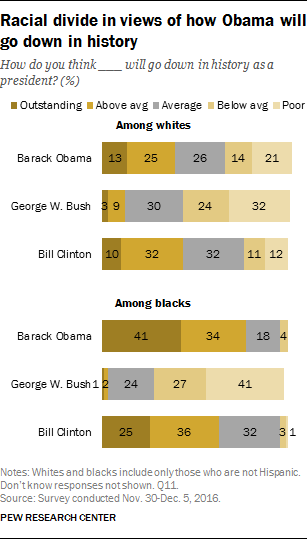 Racial divide in views of how Obama will
go down in history
How do you think ___ will go down in history as a
president? (%)
Outstanding Above avg Average Below avg Poor
Among whites
Barack Obama 13 25 26 14 21
George W. Bush 3 9 30 24 32
Bill Clinton 10 32 32 11 12
Among blacks
Barack Obama 41 34 18 4
George W. Bush 1 2 24 27 41
Bill Clinton 25 36 32 3 1
Notes: Whites and blacks include only those who are not Hispanic.
Don't know responses not shown. Q11.
Source: Survey conducted Nov. 30-Dec. 5, 2016.
PEW RESEARCH CENTER